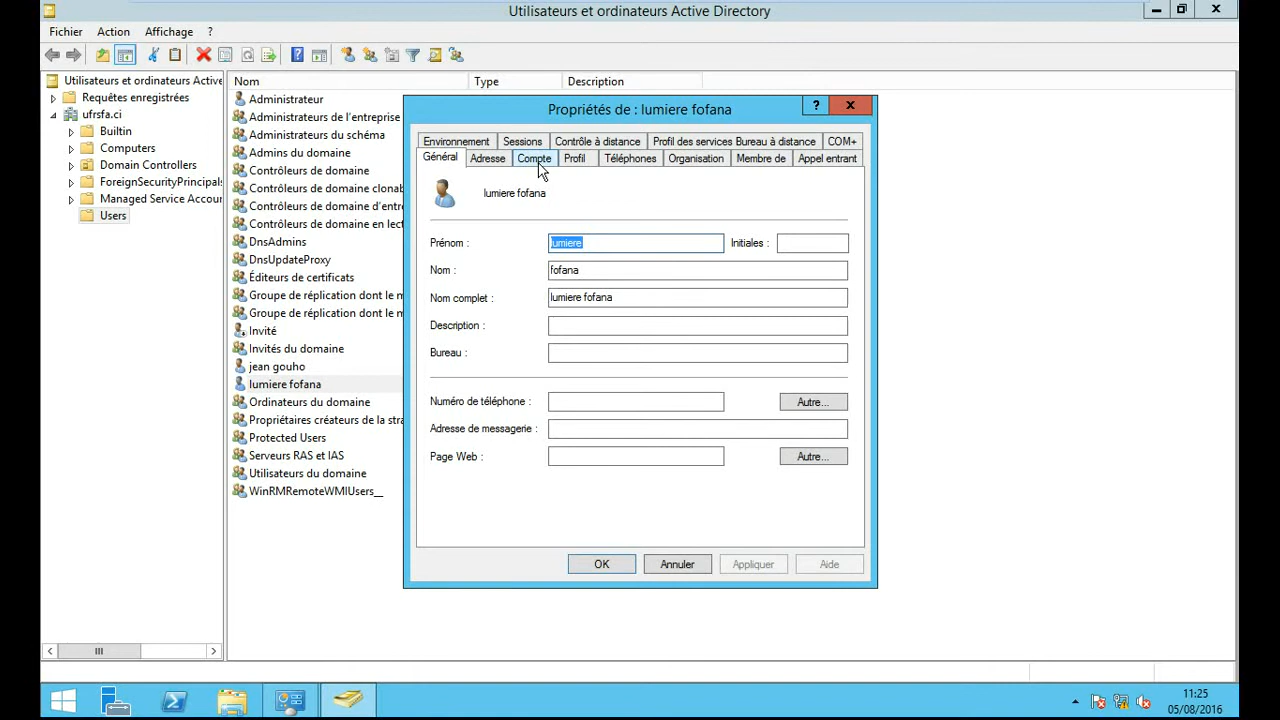 Utilisateurs et ordinateurs Active Directory
Fichier Action Affichage ?
Utilisateurs et ordinateurs Active
Requêtes enregistrées
ufrsfa.ci
Builtin
Computers
Domain Controllers
ForeignSecurityPrincipals
Managed Service Accour
Users
Nom Type Description
Administrateur
Administrateurs de l'entreprise
Administrateurs du schéma
Admins du domaine
Contrôleurs de domaine
Contrôleurs de domaine clonab
Contrôleurs de domaine d'entre
Contrôleurs de domaine en lect
DnsAdmins
DnsUpdateProxy
Éditeurs de certificats
Groupe de réplication dont le m
Groupe de réplication dont le m
Invité
Invités du domaine
jean gouho
lumiere fofana
Ordinateurs du domaine
Propriétaires créateurs de la stra
Protected Users
Serveurs RAS et IAS
Utilisateurs du domaine
WinRMRemoteWMIUsers__
Propriétés de : lumiere fofana
?
Environnement Sessions Contrôle à distance Profil des services Bureau à distance COM+
Général Adresse Compte Profil Téléphones Organisation Membre de Appel entrant
lumiere fofana
Prénom : lumiere Initiales :
Nom : fofana
Nom complet : lumiere fofana
Description :
Bureau :
Numéro de téléphone : Autre...
Adresse de messagerie :
Page Web : Autre...
OK Annuler Appliquer Aide
11:25
05/08/2016